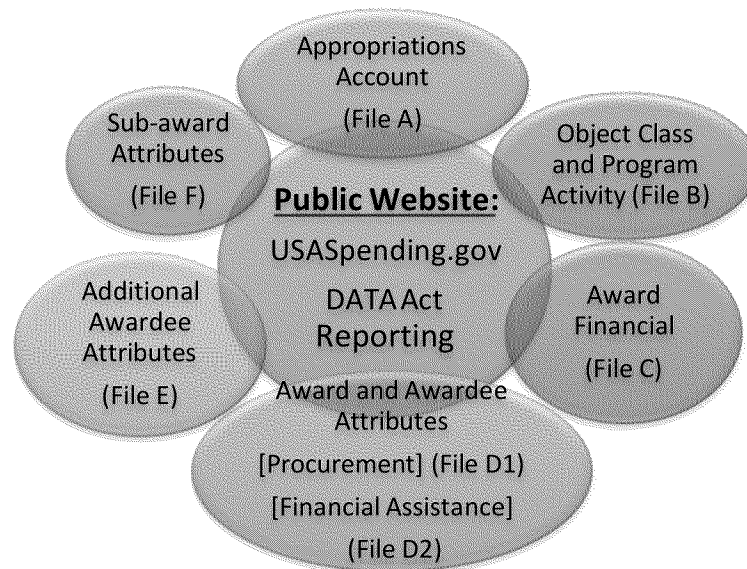 Appropriations
Account
(File A)
Sub-award
Attributes
(File F)
Object Class
and Program
Activity (File B)
Public Website:
USASpending.gov
DATA Act
Reporting
Additional
Awardee
Attributes
(File E)
Award
Financial
(File C)
Award and Awardee
Attributes
[Procurement] (File D1)
[Financial Assistance]
(File D2)